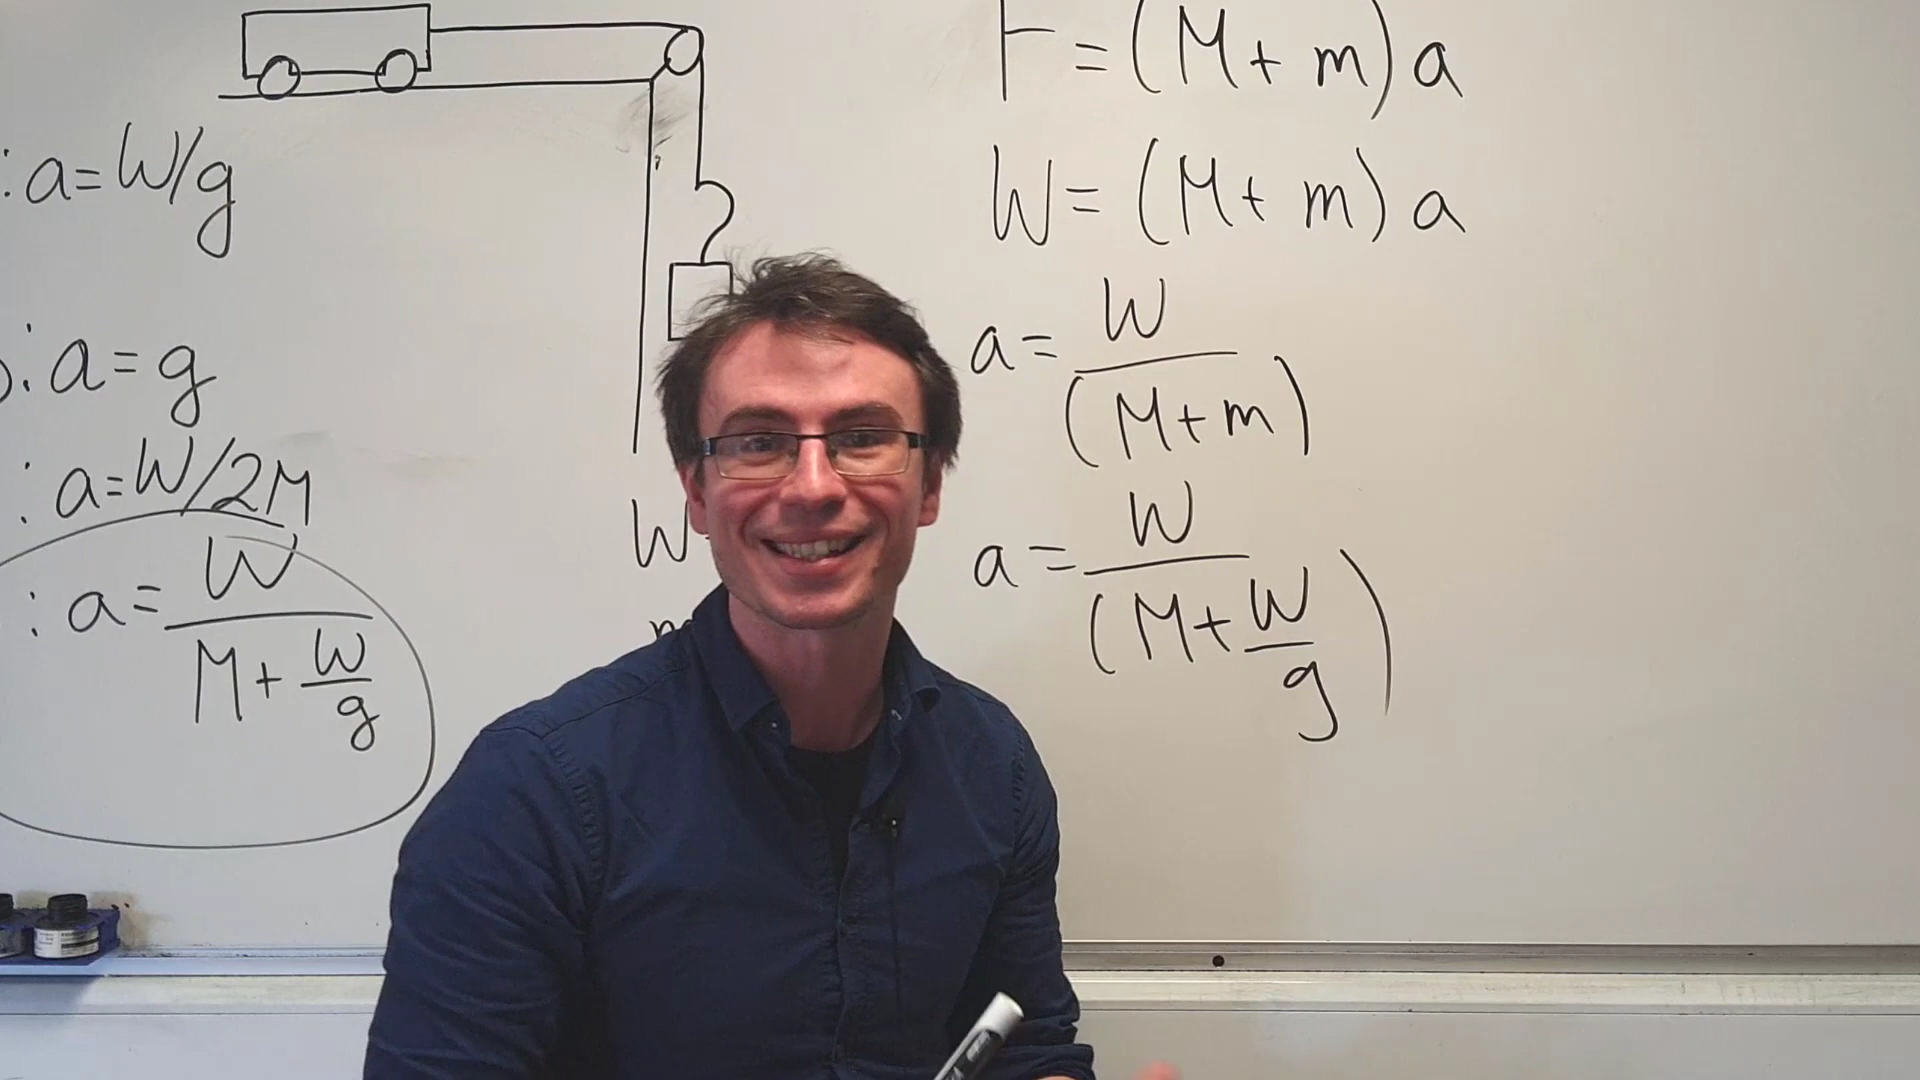 : a = W/g
: a = g
: a = W/2M
: a = W / (M + W/g)
W
m
F = (M + m) a
W = (M + m) a
a = W / (M + m)
a = W / (M + W/g)